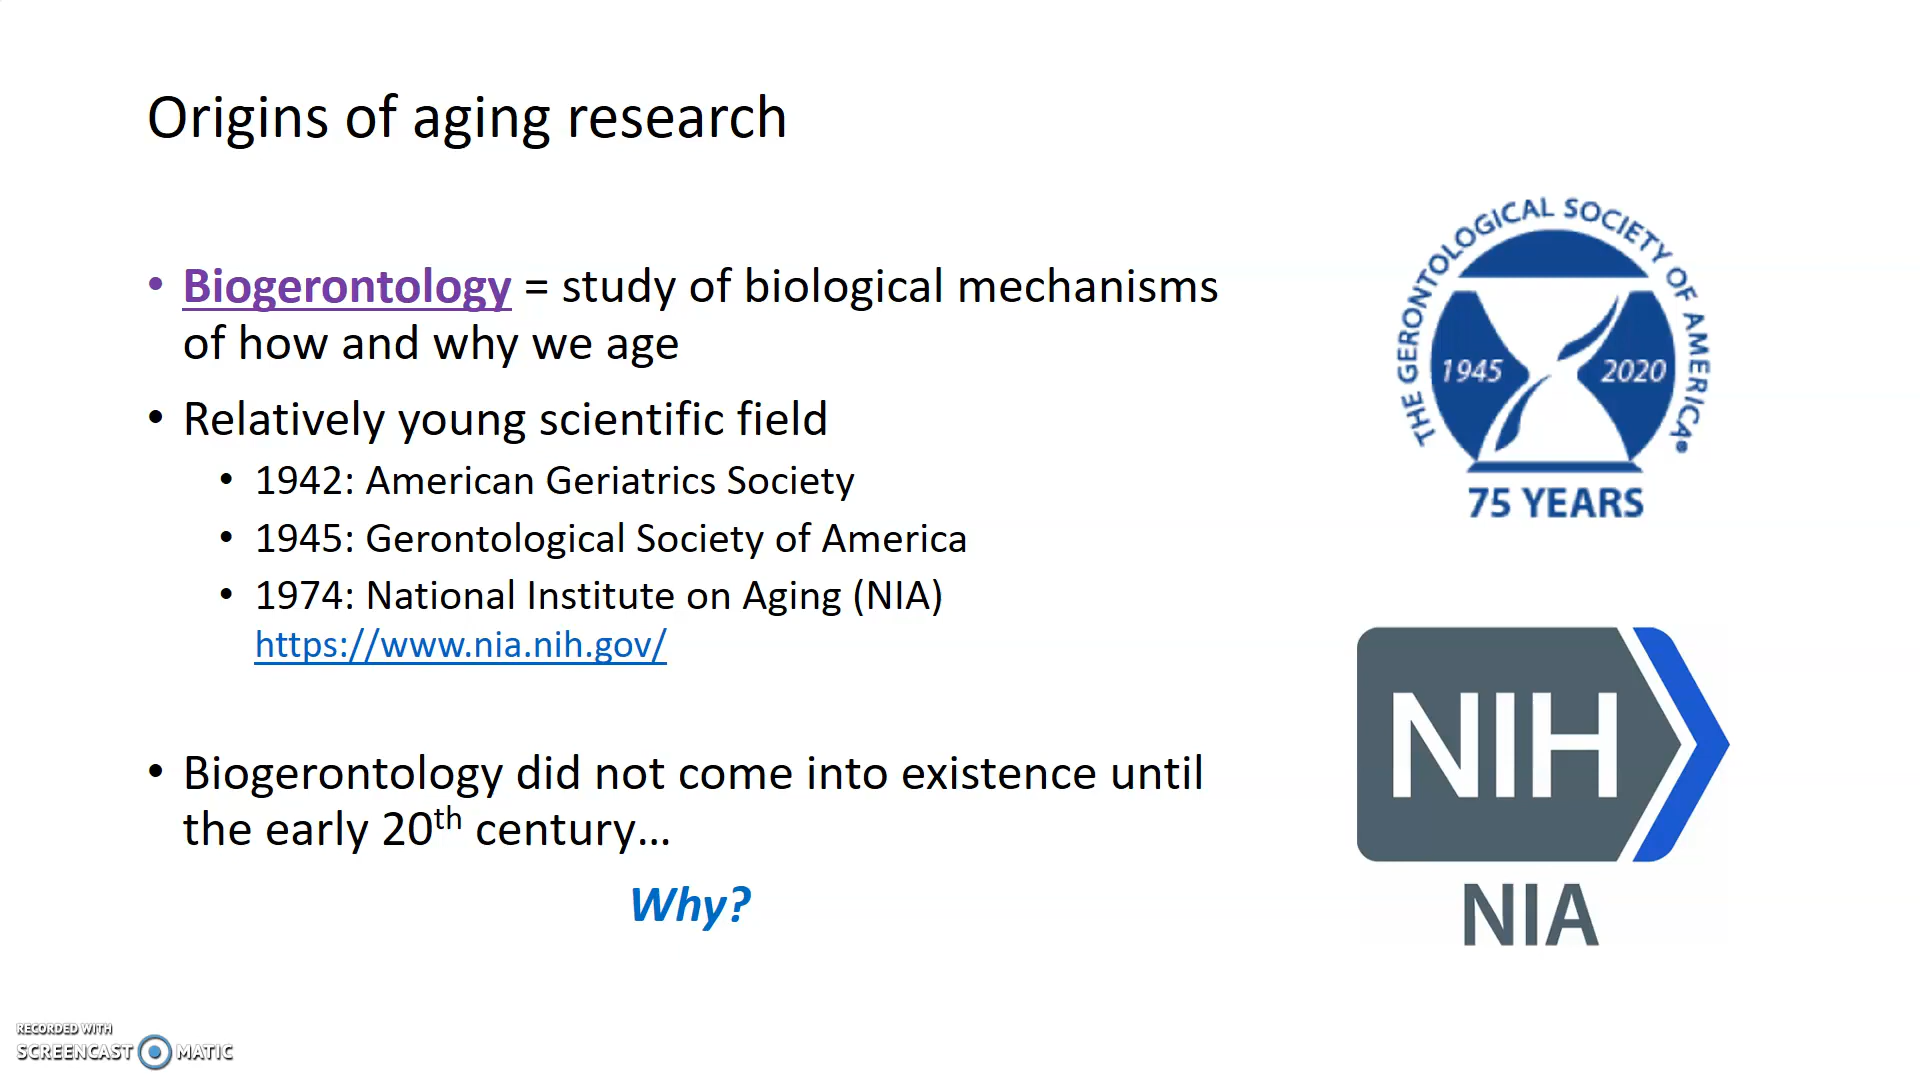 Origins of aging research
• Biogerontology = study of biological mechanisms
of how and why we age
• Relatively young scientific field
• 1942: American Geriatrics Society
• 1945: Gerontological Society of America
• 1974: National Institute on Aging (NIA)
https://www.nia.nih.gov/
• Biogerontology did not come into existence until
the early 20th century…
Why?
THE GERONTOLOGICAL SOCIETY OF AMERICA
1945 2020
75 YEARS
NIH
NIA
RECORDED WITH
SCREENCAST MATIC